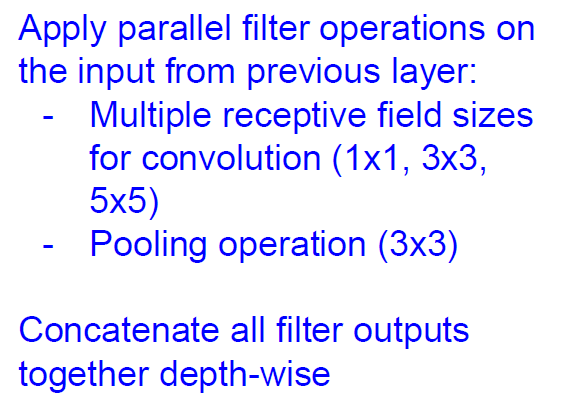 Apply parallel filter operations on
the input from previous layer:
- Multiple receptive field sizes
for convolution (1x1, 3x3,
5x5)
- Pooling operation (3x3)
Concatenate all filter outputs
together depth-wise